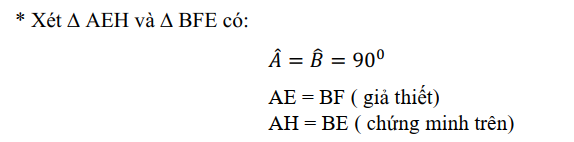 * Xét Δ AEH và Δ BFE có:
Â = B̂ = 90⁰
AE = BF ( giả thiết)
AH = BE ( chứng minh trên)